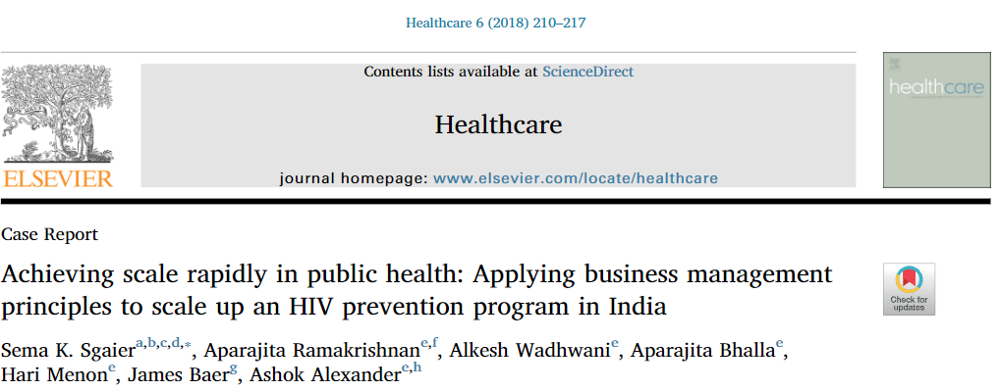 Healthcare 6 (2018) 210–217
Contents lists available at ScienceDirect
Healthcare
journal homepage: www.elsevier.com/locate/healthcare
ELSEVIER
healthcare
Case Report
Achieving scale rapidly in public health: Applying business management
principles to scale up an HIV prevention program in India
Check for
updates
Sema K. Sgaier a,b,c,d,⁎, Aparajita Ramakrishnan e,f, Alkesh Wadhwani e, Aparajita Bhalla e,
Hari Menon e, James Baer g, Ashok Alexander e,h